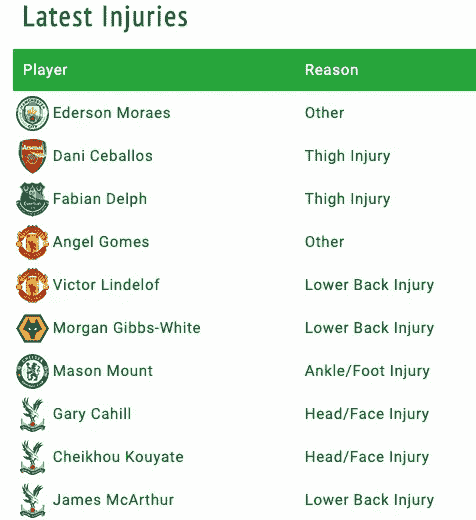 Latest Injuries
Player Reason
Ederson Moraes Other
Dani Ceballos Thigh Injury
Fabian Delph Thigh Injury
Angel Gomes Other
Victor Lindelof Lower Back Injury
Morgan Gibbs-White Lower Back Injury
Mason Mount Ankle/Foot Injury
Gary Cahill Head/Face Injury
Cheikhou Kouyate Head/Face Injury
James McArthur Lower Back Injury